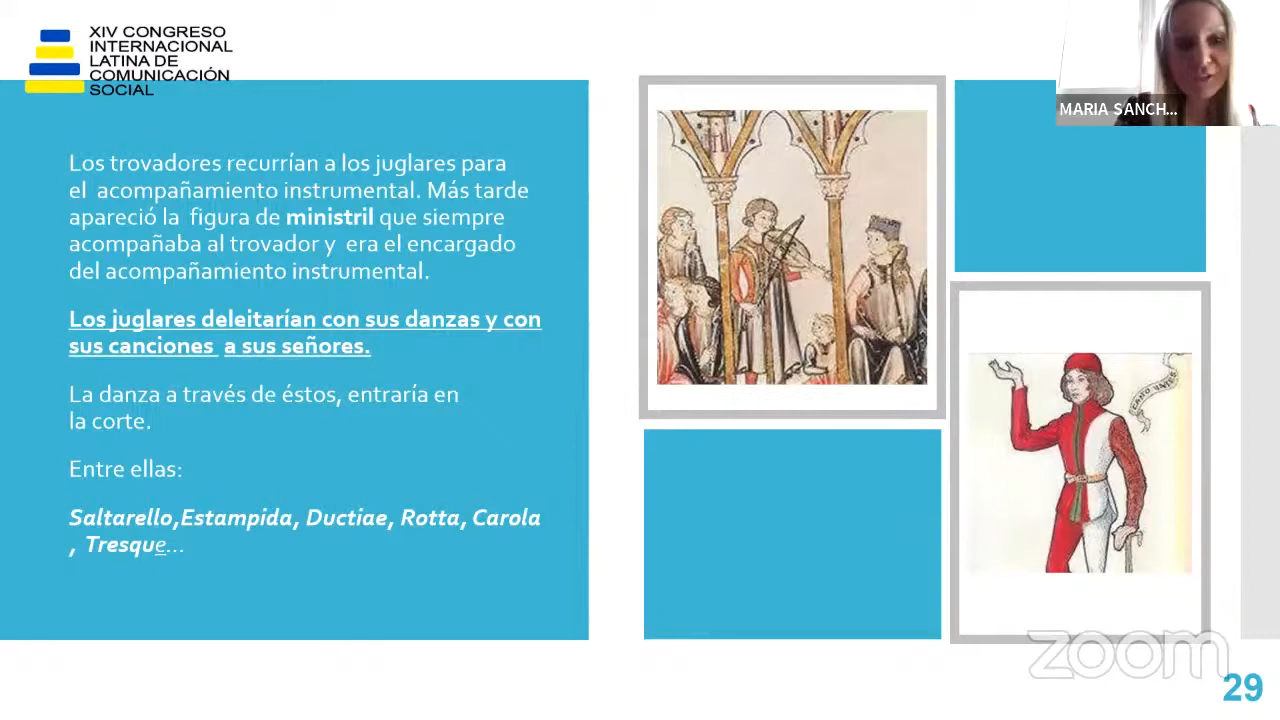 XIV CONGRESO
INTERNACIONAL
LATINA DE
COMUNICACIÓN
SOCIAL
MARIA SANCH...
Los trovadores recurrían a los juglares para
el acompañamiento instrumental. Más tarde
apareció la figura de ministril que siempre
acompañaba al trovador y era el encargado
del acompañamiento instrumental.
Los juglares deleitarían con sus danzas y con
sus canciones a sus señores.
La danza a través de éstos, entraría en
la corte.
Entre ellas:
Saltarello,Estampida, Ductiae, Rotta, Carola
, Tresque...
zoom
29